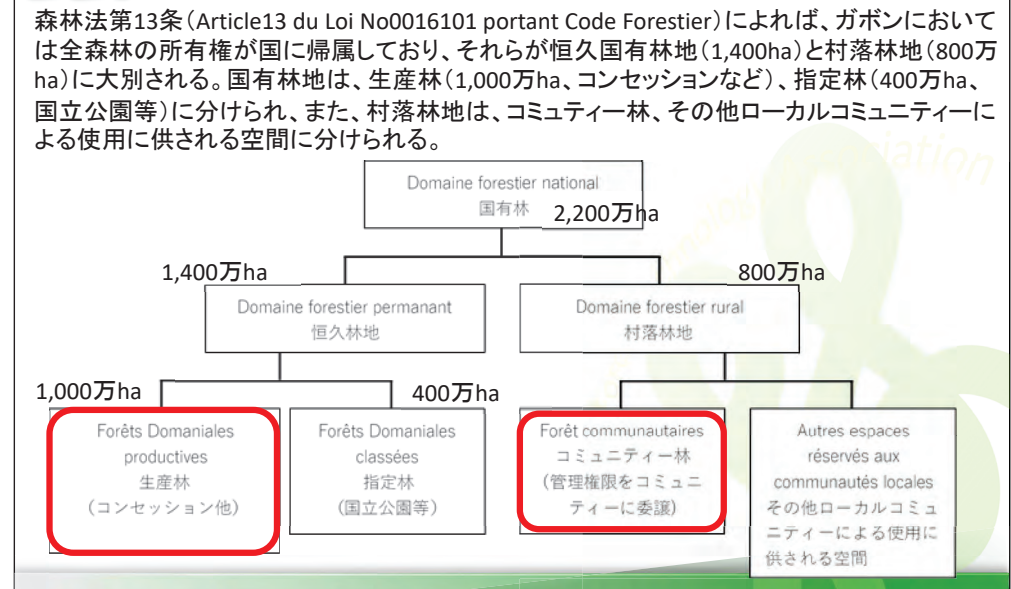 森林法第13条(Article13 du Loi No0016101 portant Code Forestier)によれば、ガボンにおいて
は全森林の所有権が国に帰属しており、それらが恒久国有林地(1,400ha)と村落林地(800万
ha)に大別される。国有林地は、生産林(1,000万ha、コンセッションなど)、指定林(400万ha、
国立公園等)に分けられ、また、村落林地は、コミュティー林、その他ローカルコミュニティーに
よる使用に供される空間に分けられる。
Domaine forestier national
国有林
2,200万ha
1,400万ha
800万ha
Domaine forestier permanant
恒久林地
Domaine forestier rural
村落林地
1,000万ha
400万ha
Forêts Domaniales
productives
生産林
(コンセッション他)
Forêts Domaniales
classées
指定林
(国立公園等)
Forêt communautaires
コミュニティー林
(管理権限をコミュニ
ティーに委譲)
Autres espaces
réservés aux
communautés locales
その他ローカルコミュ
ニティーによる使用に
供される空間